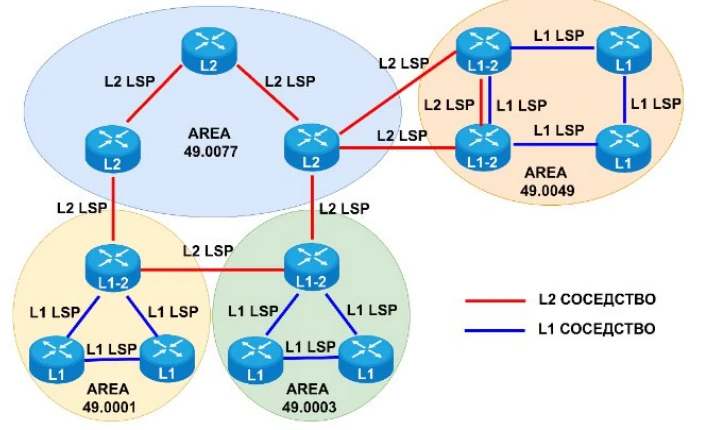 L2
L2 LSP
L2 LSP
AREA
49.0077
L2
L2
L2 LSP
L2 LSP
L1-2
L1 LSP
L1
L2 LSP
L1 LSP
L1 LSP
L1-2
L1 LSP
L1
AREA
49.0049
L2 LSP
L2 LSP
L2 LSP
L1-2
L1 LSP
L1 LSP
L1 LSP
L1
L1
AREA
49.0001
L1-2
L1 LSP
L1 LSP
L1 LSP
L1
L1
AREA
49.0003
L2 СОСЕДСТВО
L1 СОСЕДСТВО